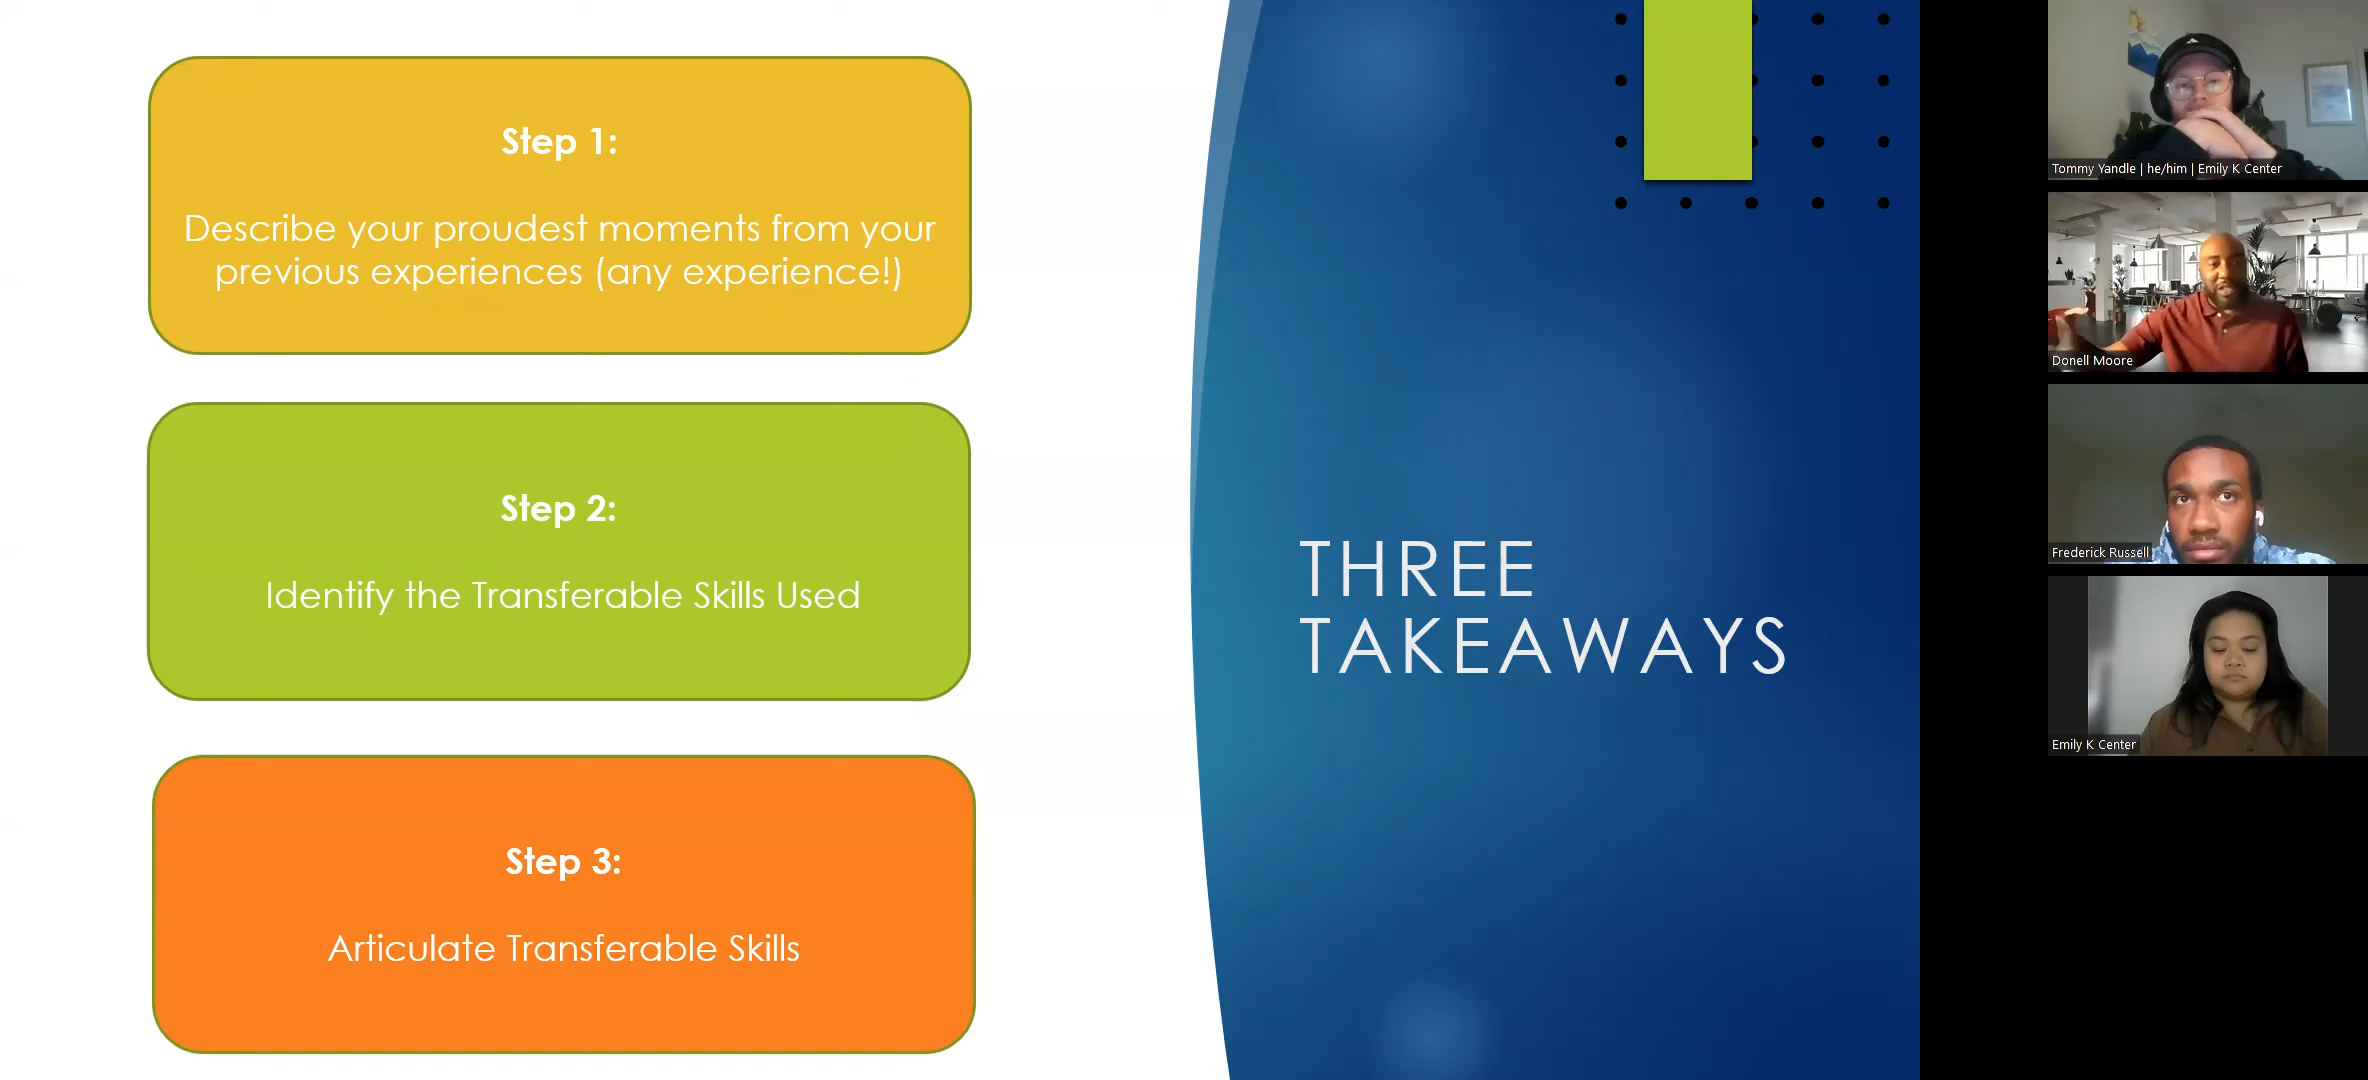 Step 1:
Describe your proudest moments from your
previous experiences (any experience!)
Step 2:
Identify the Transferable Skills Used
Step 3:
Articulate Transferable Skills
THREE
TAKEAWAYS
Tommy Yandle | he/him | Emily K Center
Donell Moore
Frederick Russell
Emily K Center